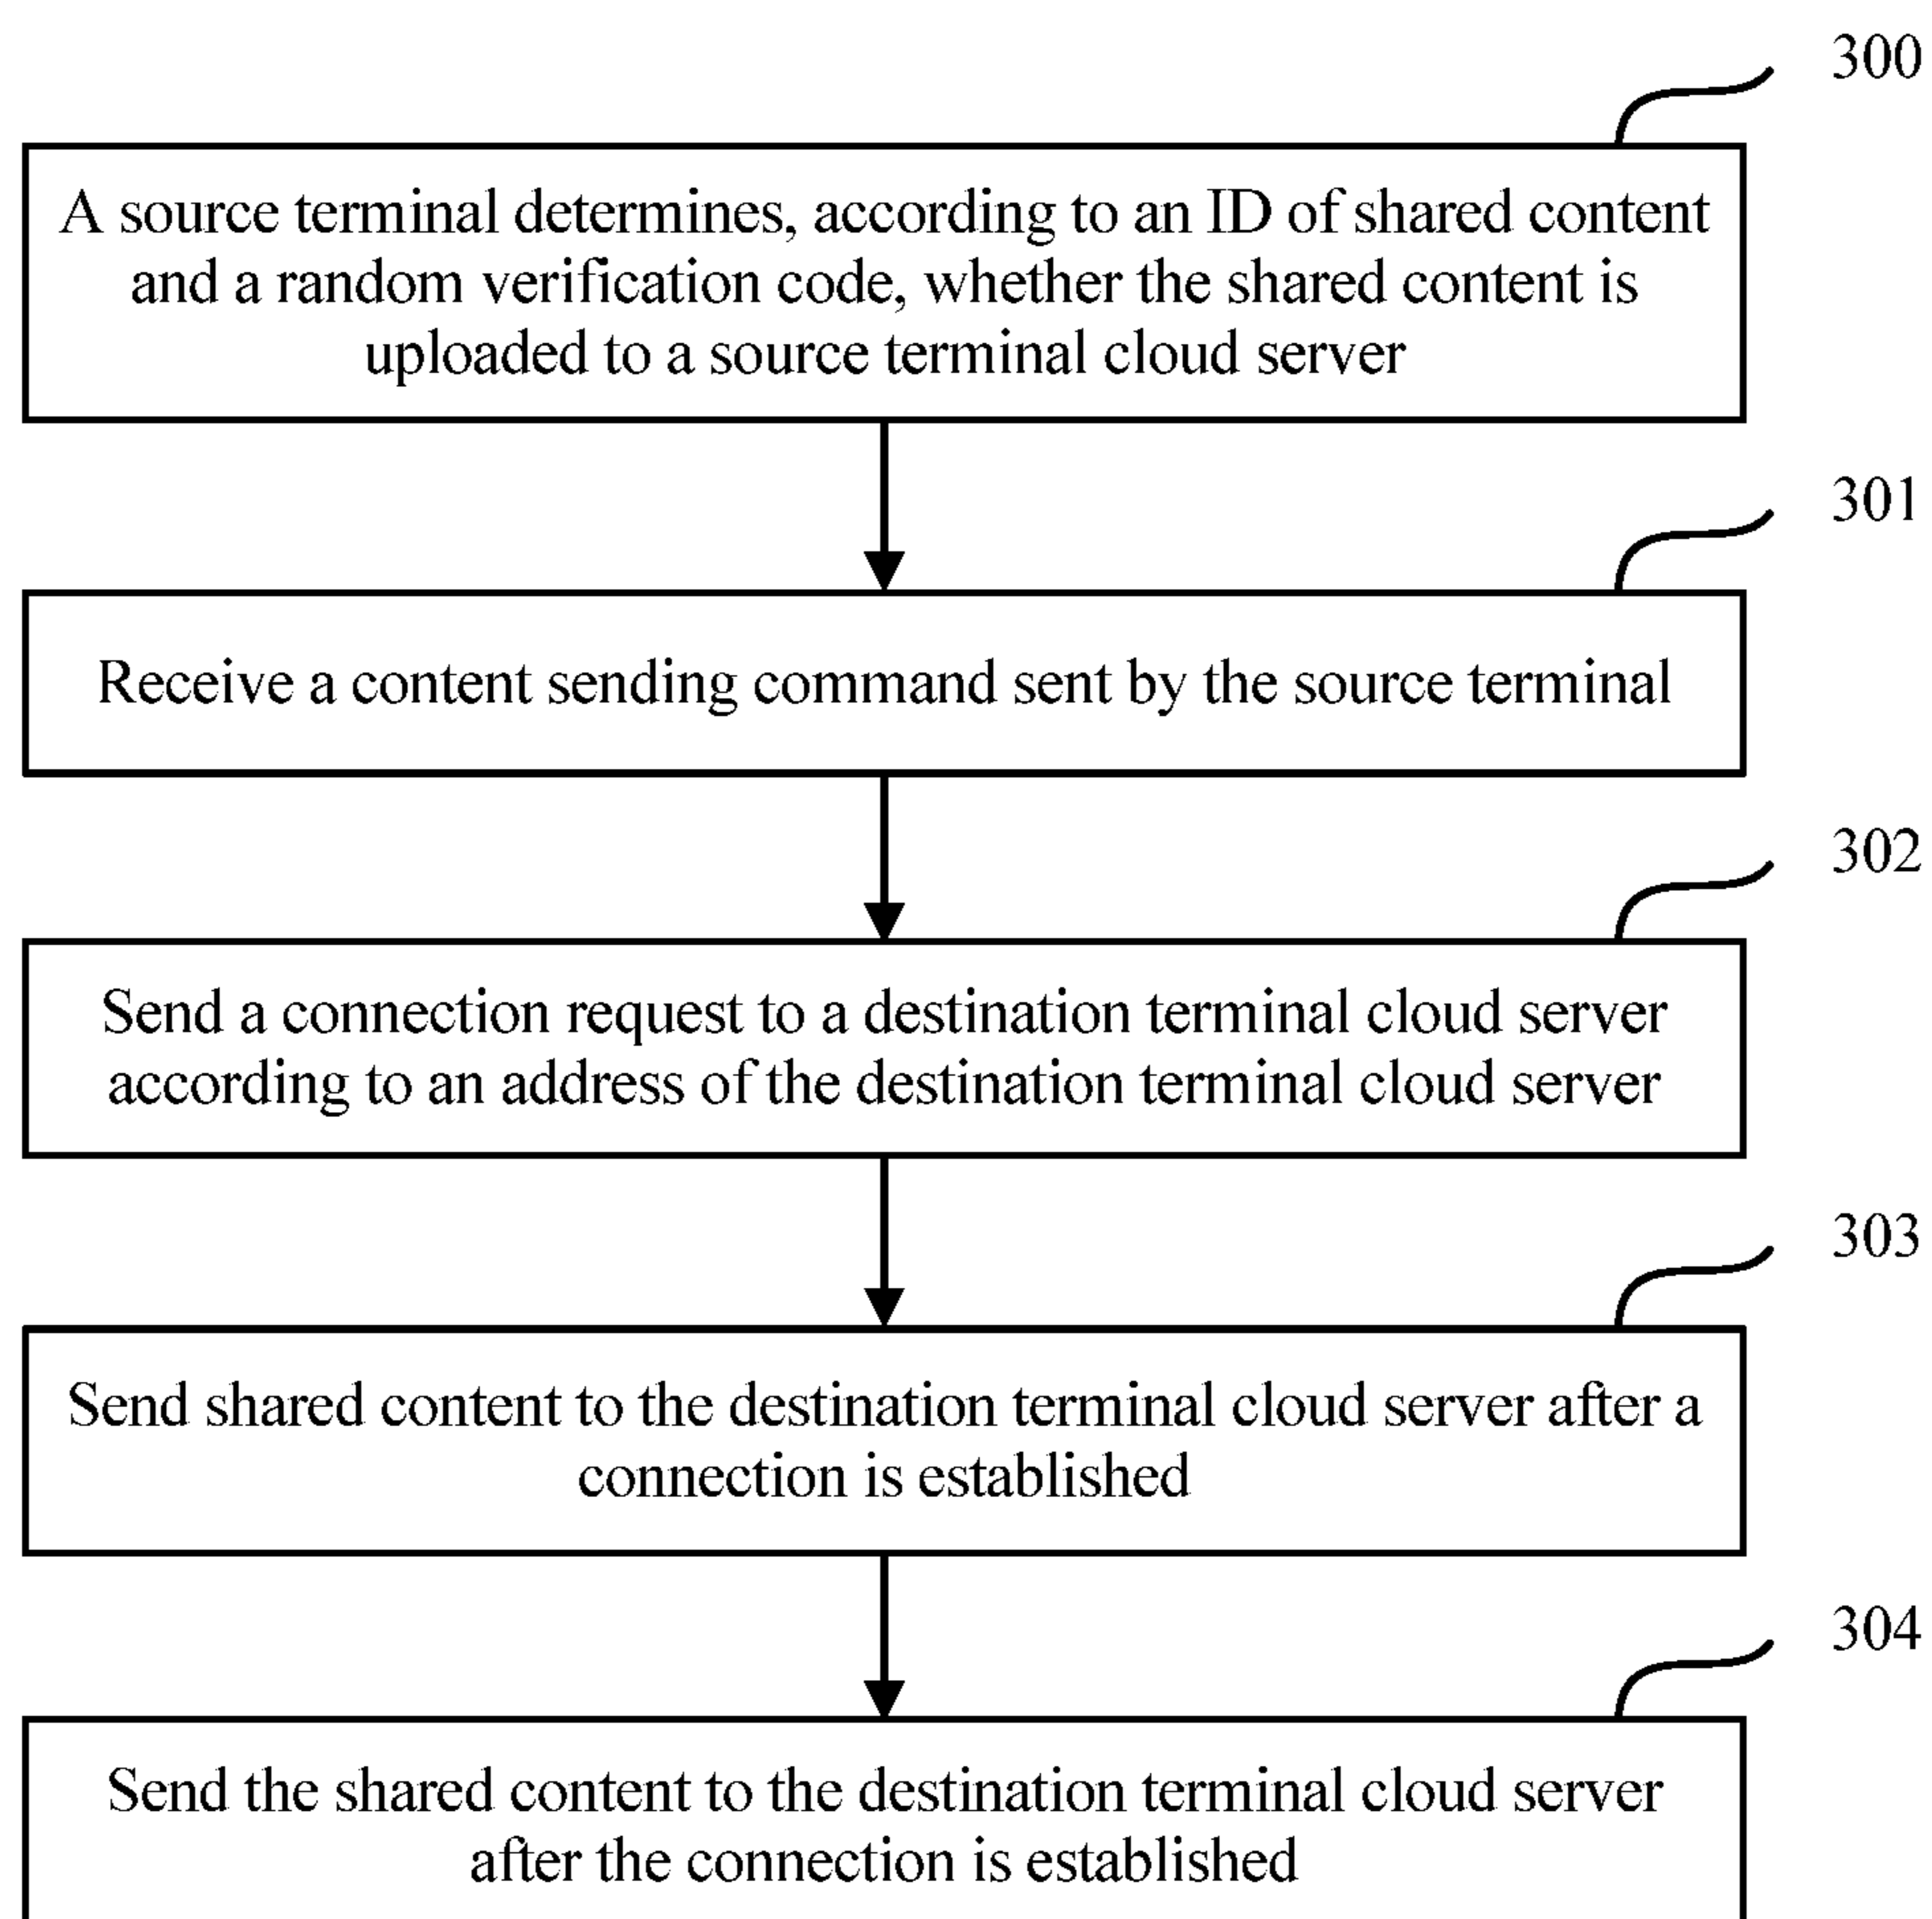 300
A source terminal determines, according to an ID of shared content
and a random verification code, whether the shared content is
uploaded to a source terminal cloud server
301
Receive a content sending command sent by the source terminal
302
Send a connection request to a destination terminal cloud server
according to an address of the destination terminal cloud server
303
Send shared content to the destination terminal cloud server after a
connection is established
304
Send the shared content to the destination terminal cloud server
after the connection is established